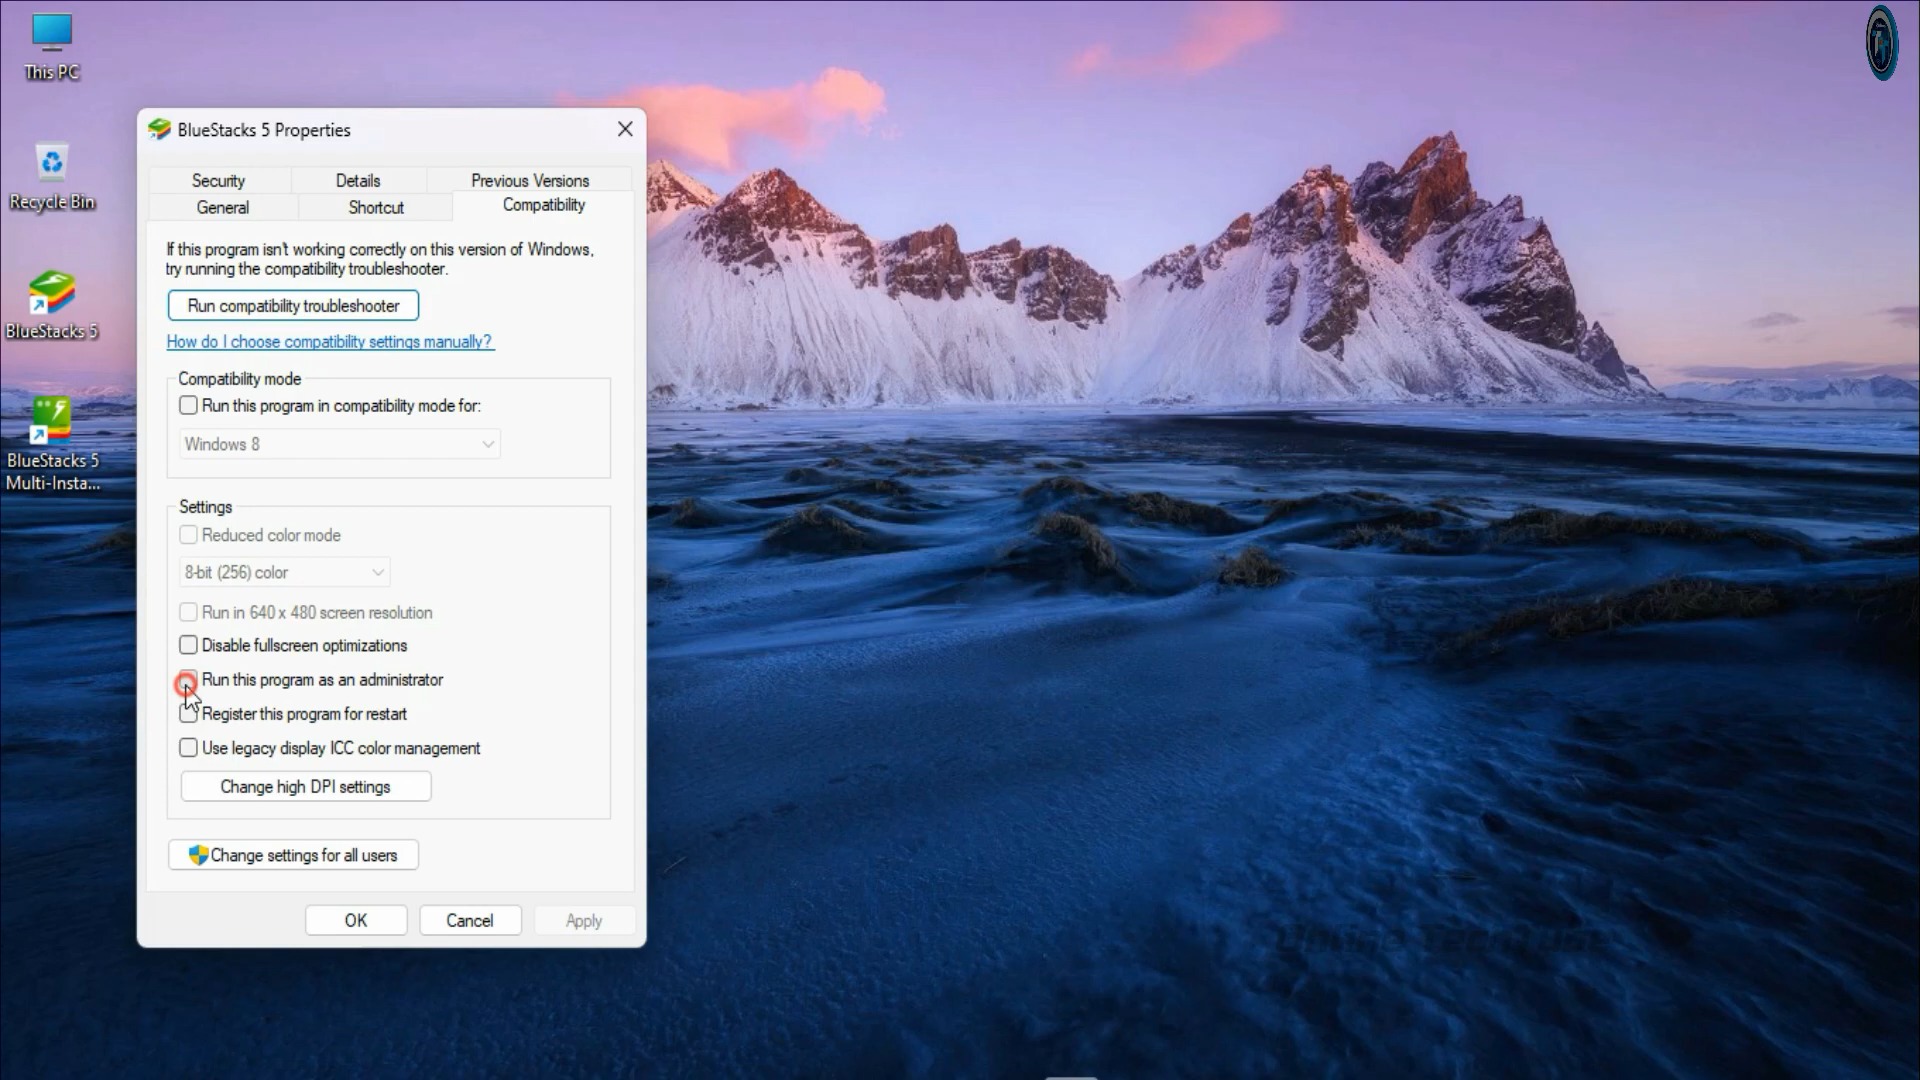 This PC
Recycle Bin
BlueStacks 5
BlueStacks 5
Multi-Insta...
BlueStacks 5 Properties
Security
Details
Previous Versions
General
Shortcut
Compatibility
If this program isn't working correctly on this version of Windows,
try running the compatibility troubleshooter.
Run compatibility troubleshooter
How do I choose compatibility settings manually?
Compatibility mode
Run this program in compatibility mode for:
Windows 8
Settings
Reduced color mode
8-bit (256) color
Run in 640 x 480 screen resolution
Disable fullscreen optimizations
Run this program as an administrator
Register this program for restart
Use legacy display ICC color management
Change high DPI settings
Change settings for all users
OK
Cancel
Apply